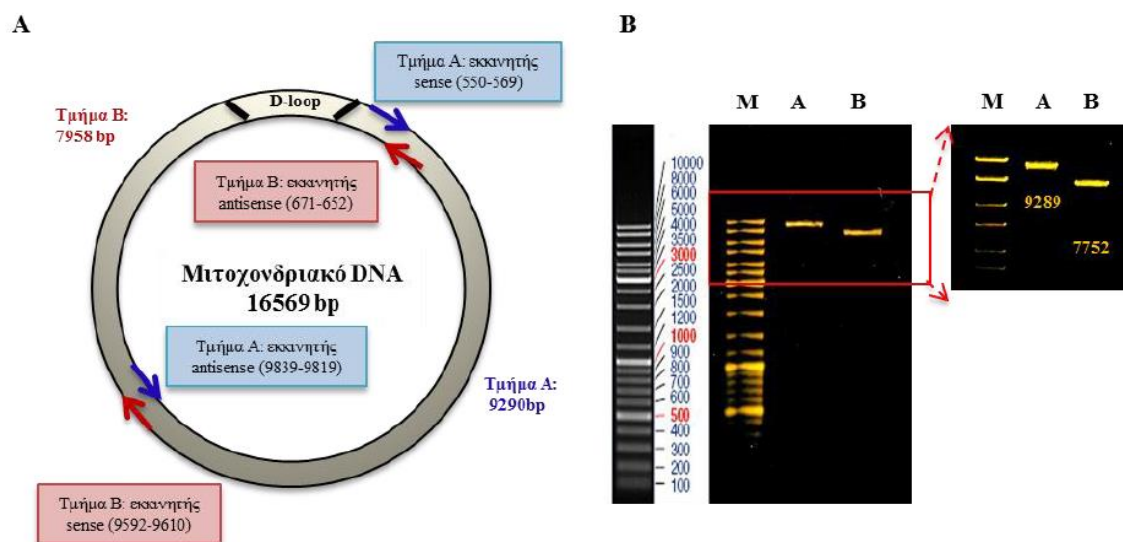 A
Τμήμα Α: εκκινητής
sense (550-569)
D-loop
Τμήμα Β:
7958 bp
Τμήμα Β: εκκινητής
antisense (671-652)
Μιτοχονδριακό DNA
16569 bp
Τμήμα Α: εκκινητής
antisense (9839-9819)
Τμήμα Α:
9290bp
Τμήμα Β: εκκινητής
sense (9592-9610)
B
M A B
10000
8000
6000
5000
4000
3500
3000
2500
2000
1500
1200
1000
900
800
700
600
500
400
300
200
100
M A B
9289
7752